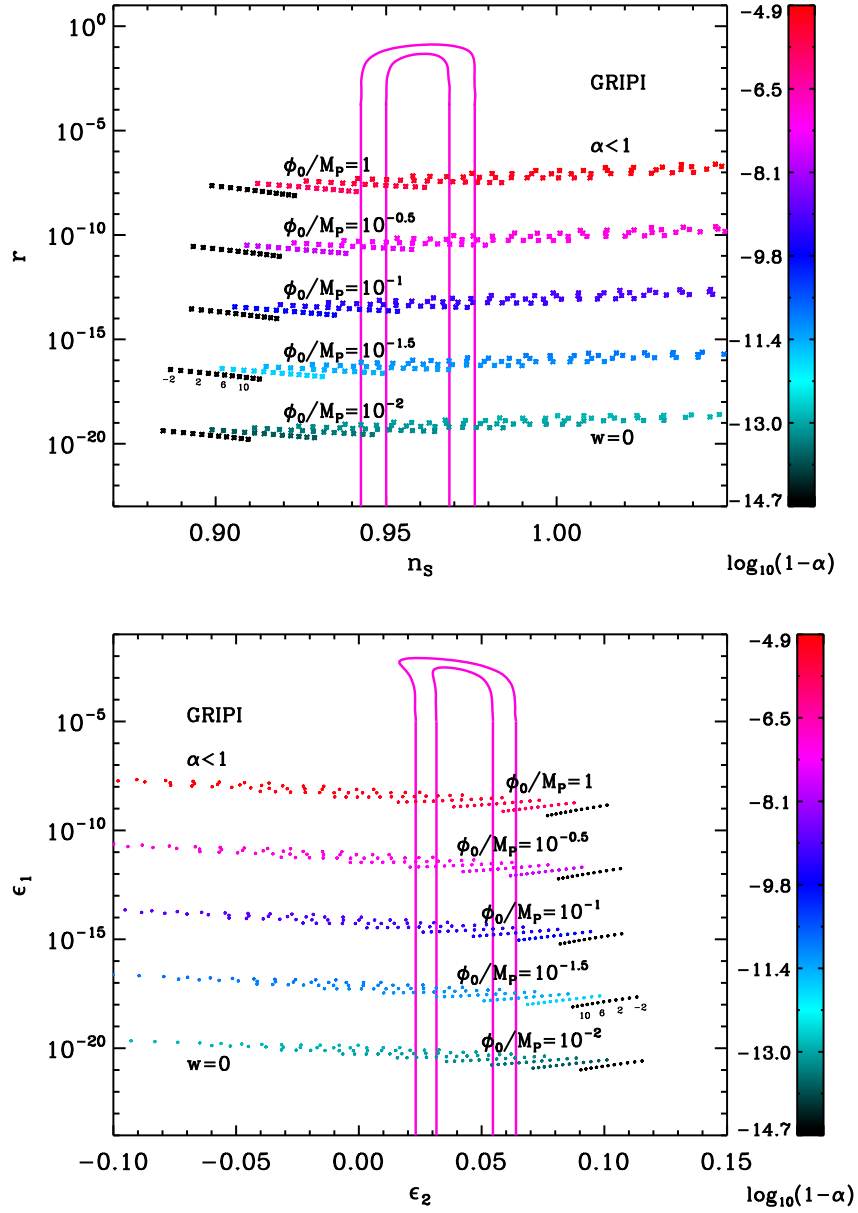 10⁰
-4.9
GRIPI
-6.5
10⁻⁵
α<1
ϕ₀/Mₚ=1
-8.1
10⁻¹⁰
ϕ₀/Mₚ=10⁻⁰·⁵
r
-9.8
ϕ₀/Mₚ=10⁻¹
10⁻¹⁵
ϕ₀/Mₚ=10⁻¹·⁵
-11.4
-2 2 6 10
ϕ₀/Mₚ=10⁻²
-13.0
10⁻²⁰
w=0
-14.7
0.90 0.95 1.00
n_S
log₁₀(1-α)
-4.9
GRIPI
10⁻⁵
-6.5
α<1
ϕ₀/Mₚ=1
-8.1
10⁻¹⁰
ϕ₀/Mₚ=10⁻⁰·⁵
ϵ₁
-9.8
ϕ₀/Mₚ=10⁻¹
10⁻¹⁵
ϕ₀/Mₚ=10⁻¹·⁵
-11.4
10 6 2 -2
ϕ₀/Mₚ=10⁻²
10⁻²⁰
-13.0
w=0
-14.7
-0.10 -0.05 0.00 0.05 0.10 0.15
ϵ₂
log₁₀(1-α)